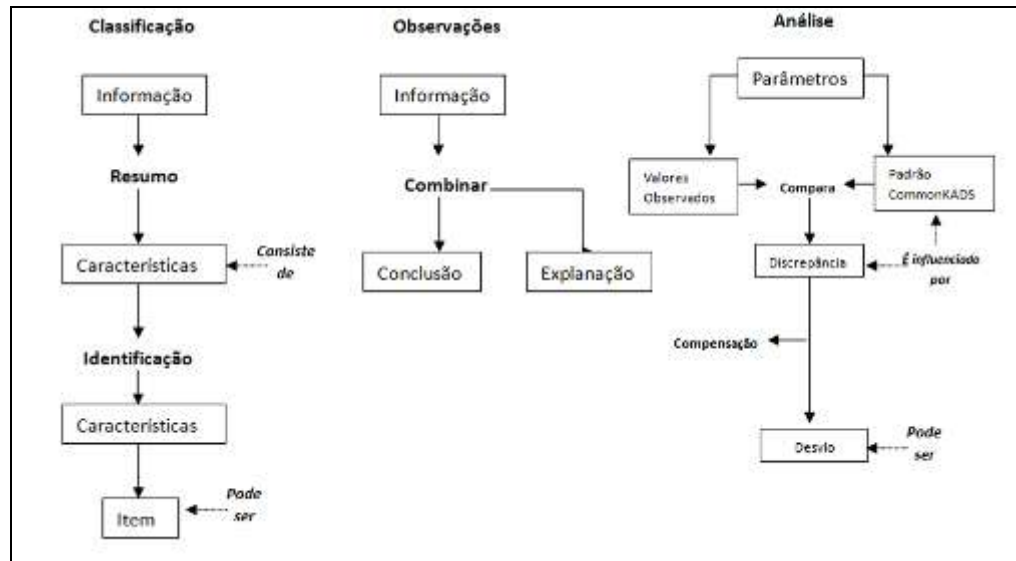 Classificação
Informação
Resumo
Características
Consiste
de
Identificação
Características
Item
Pode
ser
Observações
Informação
Combinar
Conclusão
Explanação
Análise
Parâmetros
Valores
Observados
Compara
Padrão
CommonKADS
Discrepância
É influenciado
por
Compensação
Desvio
Pode
ser